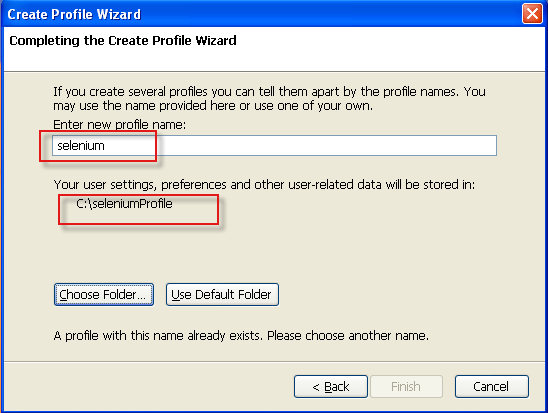 Create Profile Wizard
Completing the Create Profile Wizard
If you create several profiles you can tell them apart by the profile names. You
may use the name provided here or use one of your own.
Enter new profile name:
selenium
Your user settings, preferences and other user-related data will be stored in:
C:\seleniumProfile
Choose Folder... Use Default Folder
A profile with this name already exists. Please choose another name.
< Back Finish Cancel